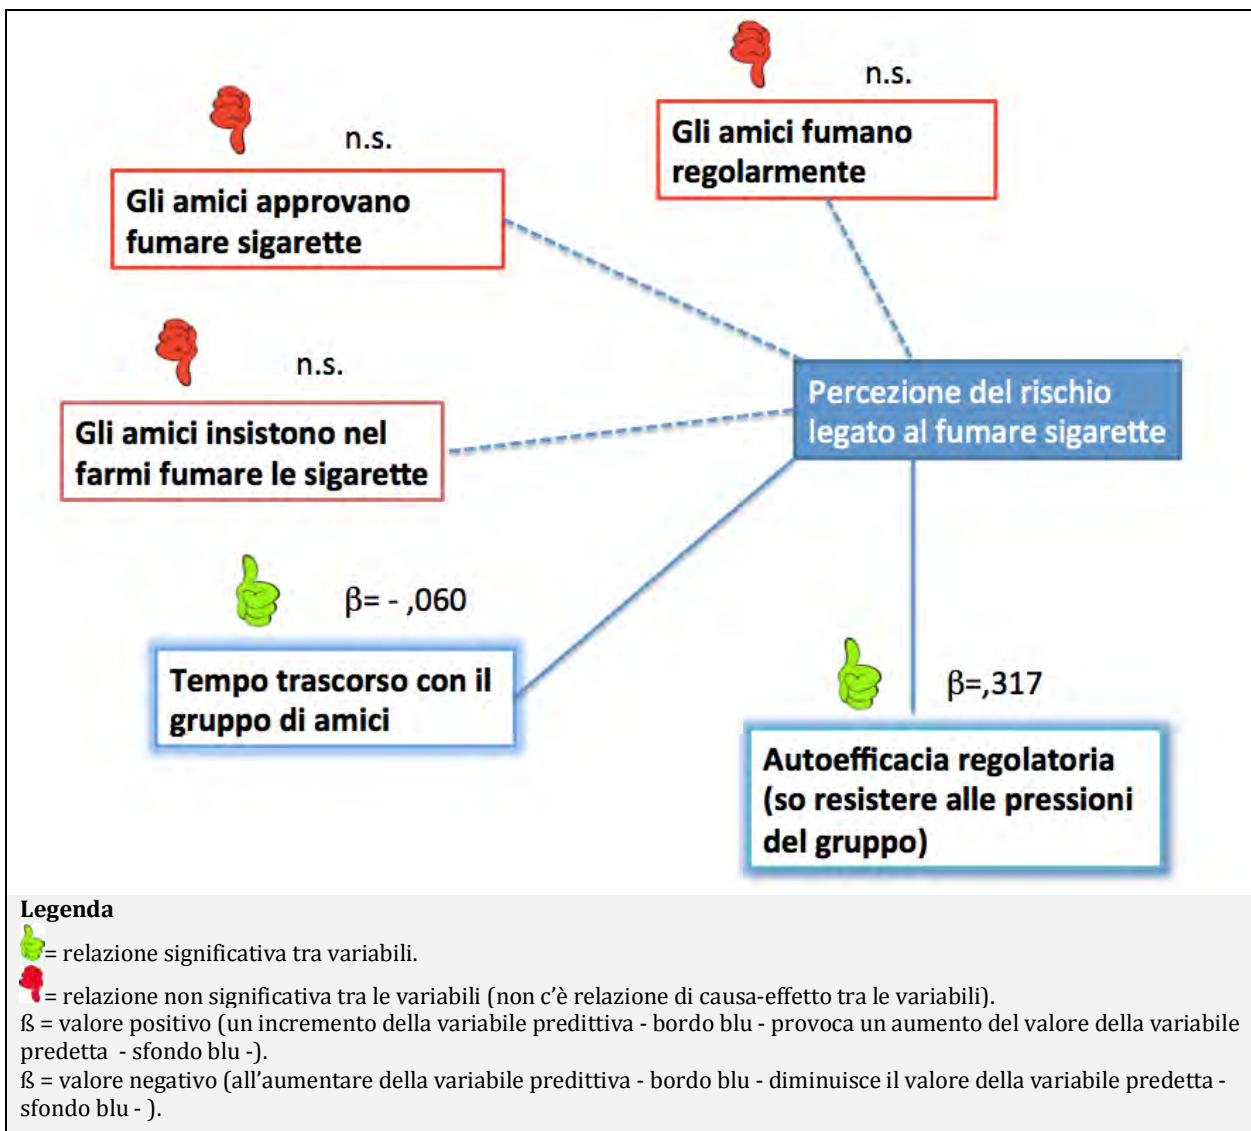 n.s.
Gli amici fumano
regolarmente
n.s.
Gli amici approvano
fumare sigarette
n.s.
Gli amici insistono nel
farmi fumare le sigarette
Percezione del rischio
legato al fumare sigarette
β= - ,060
Tempo trascorso con il
gruppo di amici
β=,317
Autoefficacia regolatoria
(so resistere alle pressioni
del gruppo)
Legenda
= relazione significativa tra variabili.
= relazione non significativa tra le variabili (non c’è relazione di causa-effetto tra le variabili).
ß = valore positivo (un incremento della variabile predittiva - bordo blu - provoca un aumento del valore della variabile
predetta - sfondo blu -).
ß = valore negativo (all’aumentare della variabile predittiva - bordo blu - diminuisce il valore della variabile predetta -
sfondo blu - ).